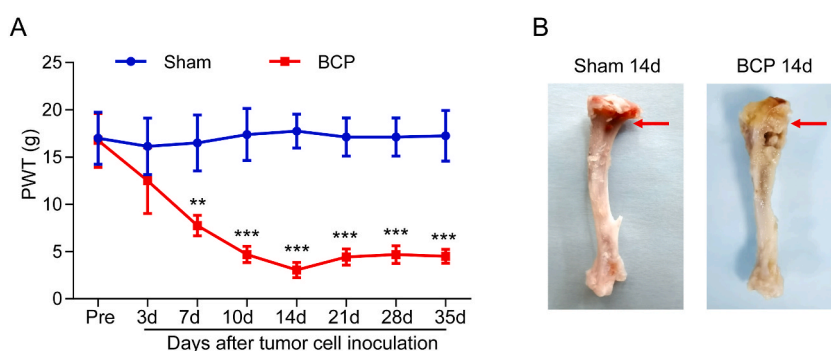 A
Sham
BCP
PWT (g)
25
20
15
10
5
0
**
***
***
***
***
***
Pre
3d
7d
10d
14d
21d
28d
35d
Days after tumor cell inoculation
B
Sham 14d
BCP 14d